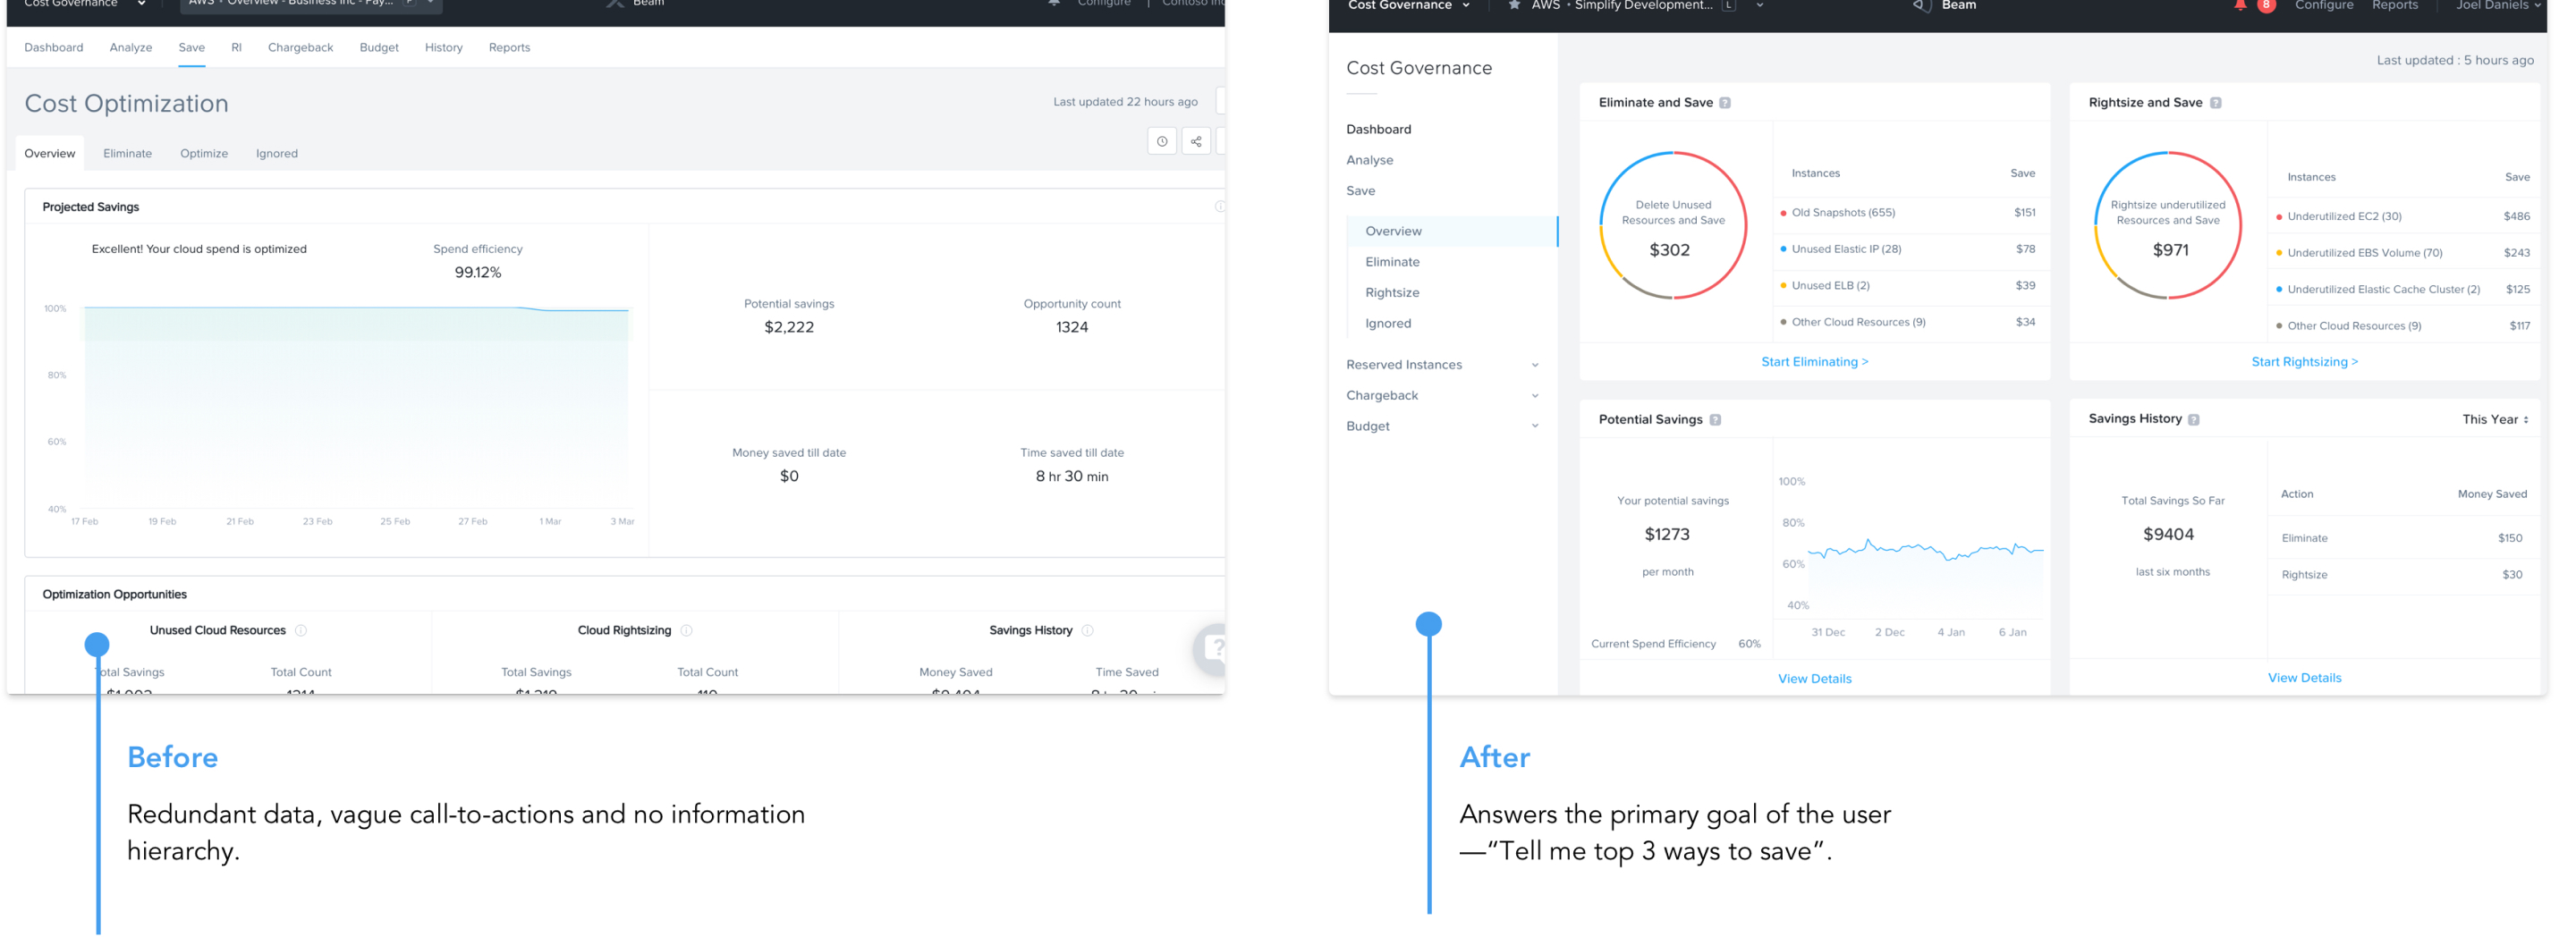 Cost Governance
AWS • Overview - Business Inc - Pay... P
Beam
Configure | Contoso Inc
Dashboard Analyze Save RI Chargeback Budget History Reports
Cost Optimization
Last updated 22 hours ago
Overview Eliminate Optimize Ignored
Projected Savings
Excellent! Your cloud spend is optimized
Spend efficiency
99.12%
100%
80%
60%
40%
17 Feb 19 Feb 21 Feb 23 Feb 25 Feb 27 Feb 1 Mar 3 Mar
Potential savings
$2,222
Opportunity count
1324
Money saved till date
$0
Time saved till date
8 hr 30 min
Optimization Opportunities
Unused Cloud Resources
Total Count
Cloud Rightsizing
Total Savings Total Count
Savings History
Money Saved Time Saved
?
Before
Redundant data, vague call-to-actions and no information
hierarchy.
Cost Governance
AWS • Simplify Development... L
Beam
8 Configure Reports Joel Daniels
Cost Governance
Dashboard
Analyse
Save
Overview
Eliminate
Rightsize
Ignored
Reserved Instances
Chargeback
Budget
Last updated : 5 hours ago
Eliminate and Save ?
Delete Unused
Resources and Save
$302
Instances Save
Old Snapshots (655) $151
Unused Elastic IP (28) $78
Unused ELB (2) $39
Other Cloud Resources (9) $34
Start Eliminating >
Rightsize and Save ?
Rightsize underutilized
Resources and Save
$971
Instances Save
Underutilized EC2 (30) $486
Underutilized EBS Volume (70) $243
Underutilized Elastic Cache Cluster (2) $125
Other Cloud Resources (9) $117
Start Rightsizing >
Potential Savings ?
Your potential savings
$1273
per month
Current Spend Efficiency 60%
100%
80%
60%
40%
31 Dec 2 Dec 4 Jan 6 Jan
View Details
Savings History ?
This Year
Total Savings So Far
$9404
last six months
Action Money Saved
Eliminate $150
Rightsize $30
View Details
After
Answers the primary goal of the user
—“Tell me top 3 ways to save”.